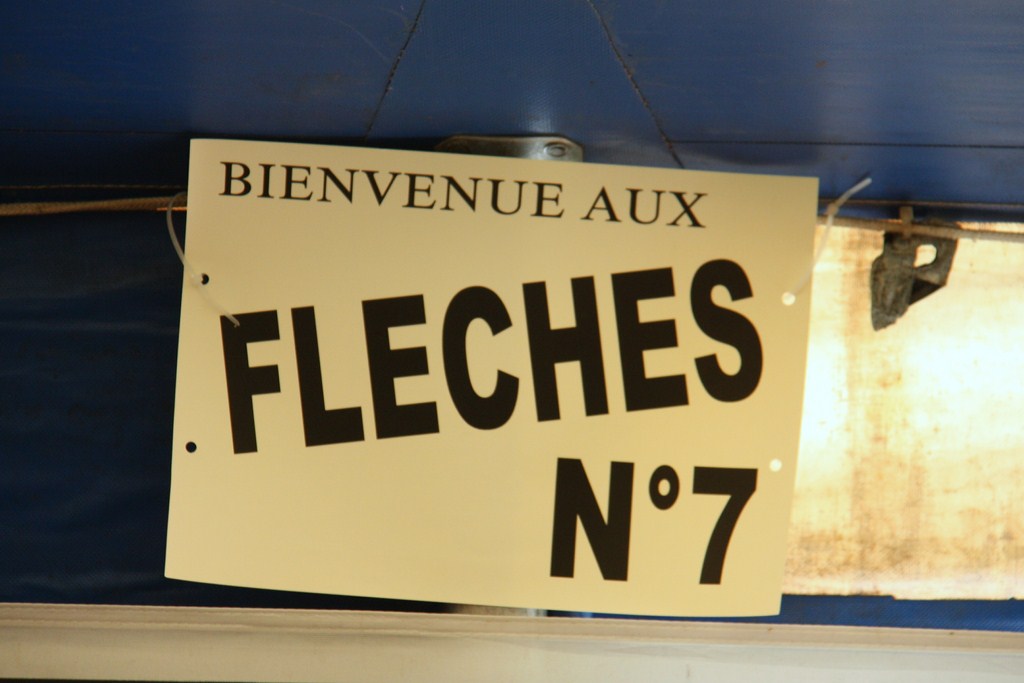 BIENVENUE AUX
FLECHES
N°7